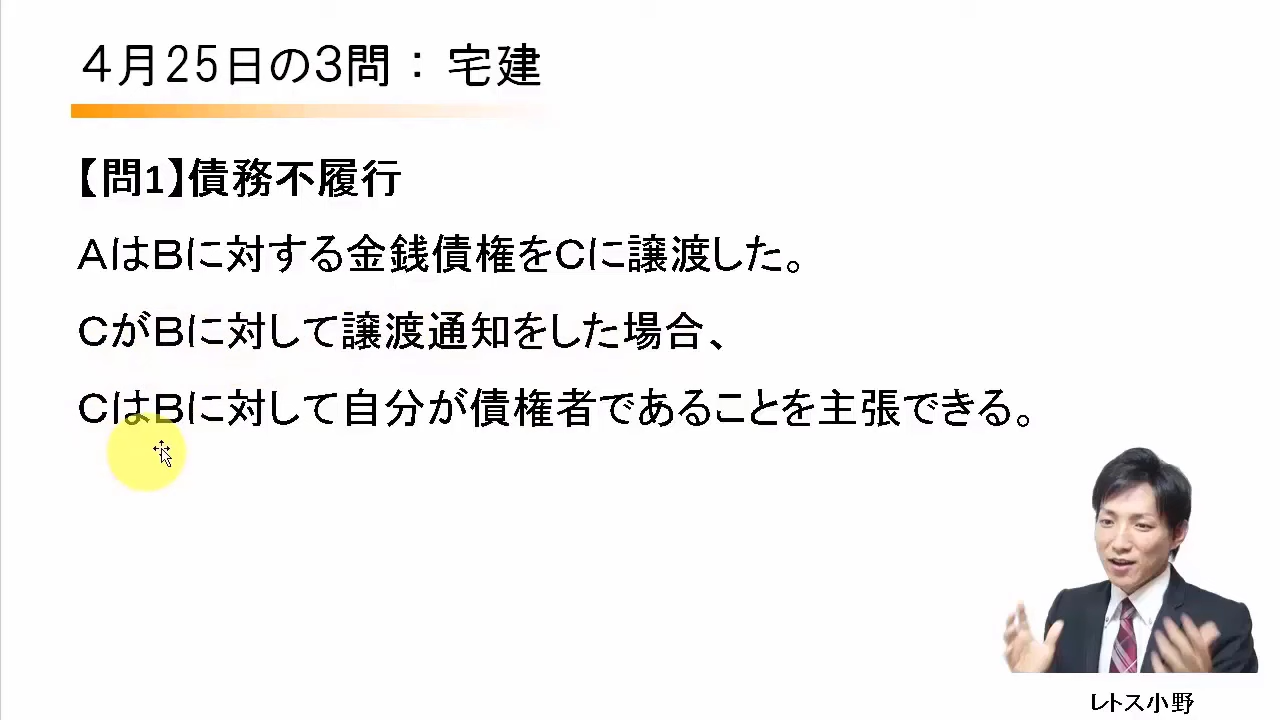 ４月25日の３問：宅建
【問1】債務不履行
ＡはＢに対する金銭債権をＣに譲渡した。
ＣがＢに対して譲渡通知をした場合、
ＣはＢに対して自分が債権者であることを主張できる。
レトス小野